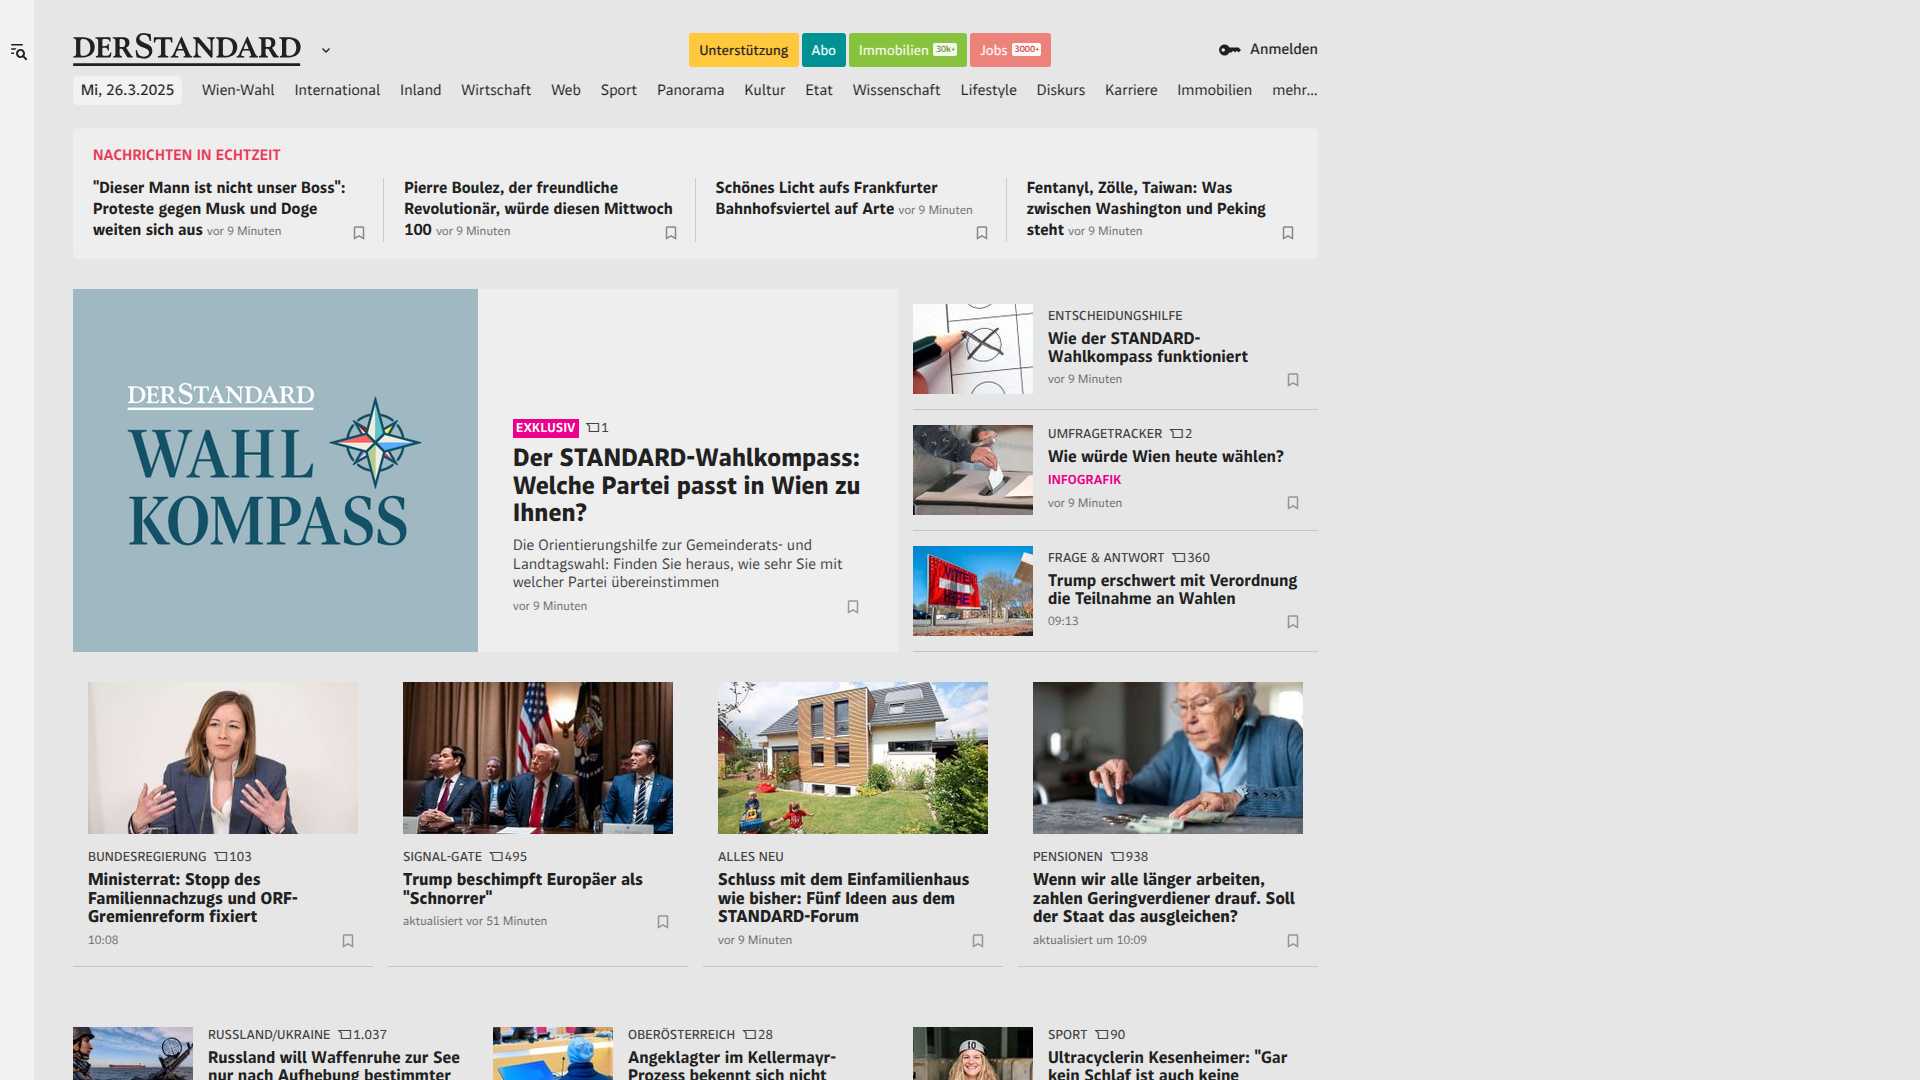 DERSTANDARD
Unterstützung
Abo
Immobilien 30k+
Jobs 3000+
Anmelden
Mi, 26.3.2025
Wien-Wahl
International
Inland
Wirtschaft
Web
Sport
Panorama
Kultur
Etat
Wissenschaft
Lifestyle
Diskurs
Karriere
Immobilien
mehr...
NACHRICHTEN IN ECHTZEIT
"Dieser Mann ist nicht unser Boss":
Proteste gegen Musk und Doge
weiten sich aus vor 9 Minuten
Pierre Boulez, der freundliche
Revolutionär, würde diesen Mittwoch
100 vor 9 Minuten
Schönes Licht aufs Frankfurter
Bahnhofsviertel auf Arte vor 9 Minuten
Fentanyl, Zölle, Taiwan: Was
zwischen Washington und Peking
steht vor 9 Minuten
DERSTANDARD
WAHL
KOMPASS
EXKLUSIV 1
Der STANDARD-Wahlkompass:
Welche Partei passt in Wien zu
Ihnen?
Die Orientierungshilfe zur Gemeinderats- und
Landtagswahl: Finden Sie heraus, wie sehr Sie mit
welcher Partei übereinstimmen
vor 9 Minuten
ENTSCHEIDUNGSHILFE
Wie der STANDARD-
Wahlkompass funktioniert
vor 9 Minuten
UMFRAGETRACKER 2
Wie würde Wien heute wählen?
INFOGRAFIK
vor 9 Minuten
VOTE
HERE
FRAGE & ANTWORT 360
Trump erschwert mit Verordnung
die Teilnahme an Wahlen
09:13
BUNDESREGIERUNG 103
Ministerrat: Stopp des
Familiennachzugs und ORF-
Gremienreform fixiert
10:08
SIGNAL-GATE 495
Trump beschimpft Europäer als
"Schnorrer"
aktualisiert vor 51 Minuten
ALLES NEU
Schluss mit dem Einfamilienhaus
wie bisher: Fünf Ideen aus dem
STANDARD-Forum
vor 9 Minuten
PENSIONEN 938
Wenn wir alle länger arbeiten,
zahlen Geringverdiener drauf. Soll
der Staat das ausgleichen?
aktualisiert um 10:09
RUSSLAND/UKRAINE 1.037
Russland will Waffenruhe zur See
nur nach Aufhebung bestimmter
OBERÖSTERREICH 28
Angeklagter im Kellermayr-
Prozess bekennt sich nicht
SPORT 90
Ultracyclerin Kesenheimer: "Gar
kein Schlaf ist auch keine